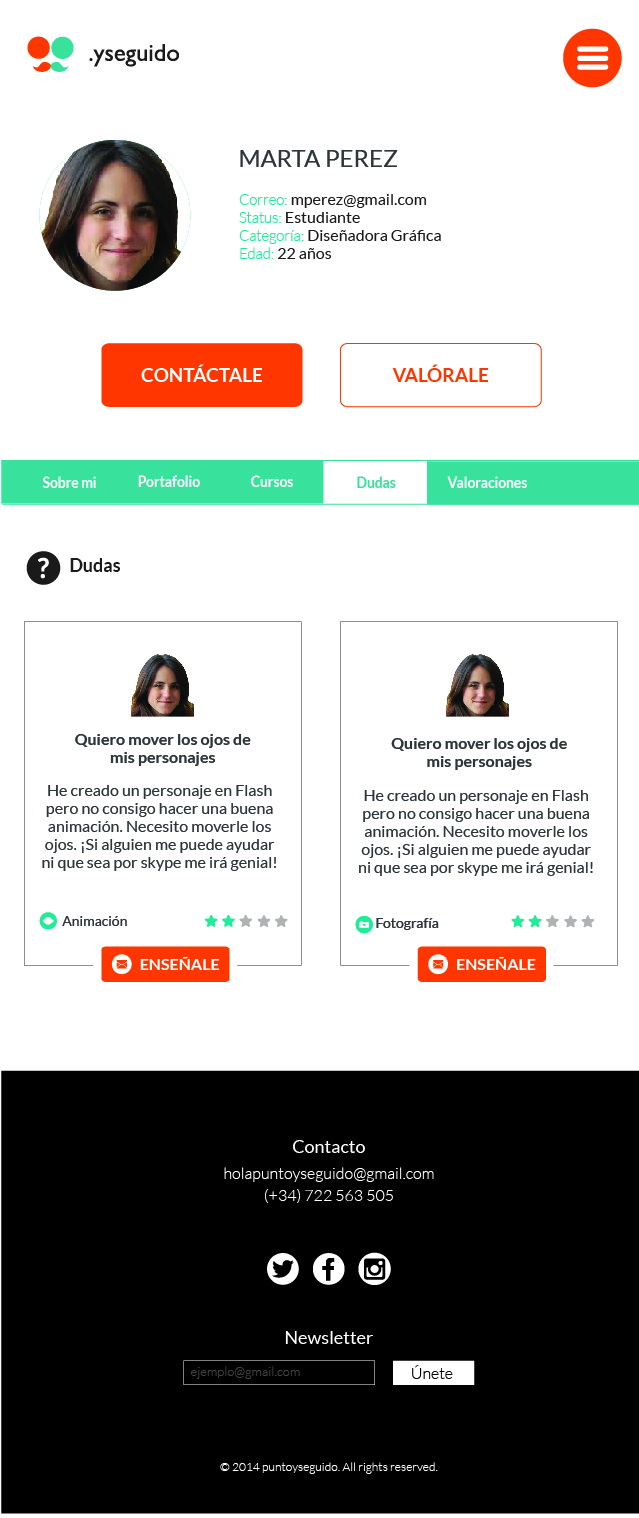 .yseguido
MARTA PEREZ
Correo: mperez@gmail.com
Status: Estudiante
Categoría: Diseñadora Gráfica
Edad: 22 años
CONTÁCTALE
VALÓRALE
Sobre mi
Portafolio
Cursos
Dudas
Valoraciones
? Dudas
Quiero mover los ojos de
mis personajes
He creado un personaje en Flash
pero no consigo hacer una buena
animación. Necesito moverle los
ojos. ¡Si alguien me puede ayudar
ni que sea por skype me irá genial!
Animación
ENSEÑALE
Quiero mover los ojos de
mis personajes
He creado un personaje en Flash
pero no consigo hacer una buena
animación. Necesito moverle los
ojos. ¡Si alguien me puede ayudar
ni que sea por skype me irá genial!
Fotografía
ENSEÑALE
Contacto
holapuntoyseguido@gmail.com
(+34) 722 563 505
Newsletter
ejemplo@gmail.com
Únete
© 2014 puntoyseguido. All rights reserved.